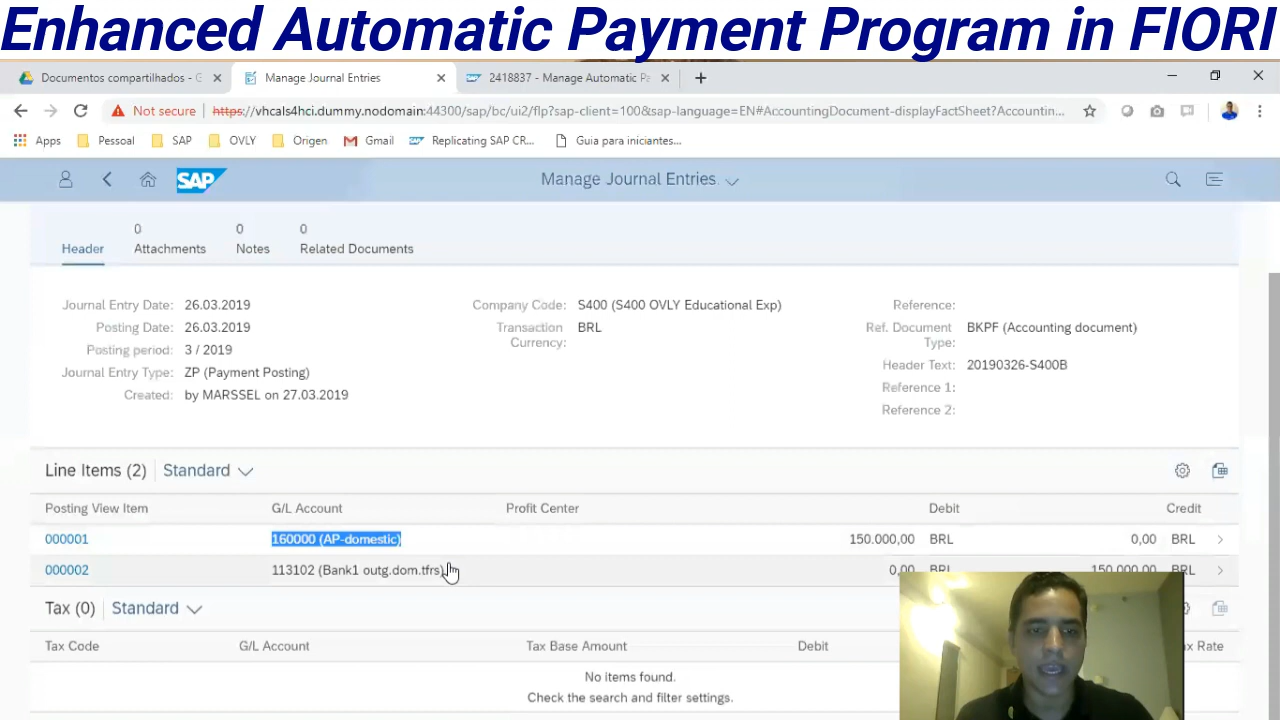 Enhanced Automatic Payment Program in FIORI
Documentos compartilhados - G
Manage Journal Entries
2418837 - Manage Automatic Pa
Not secure
https://vhcals4hci.dummy.nodomain:44300/sap/bc/ui2/flp?sap-client=100&sap-language=EN#AccountingDocument-displayFactSheet?Accountin...
Apps Pessoal SAP OVLY Origen Gmail Replicating SAP CR... Guia para iniciantes...
SAP Manage Journal Entries
0 0 0
Header Attachments Notes Related Documents
Journal Entry Date: 26.03.2019 Company Code: S400 (S400 OVLY Educational Exp) Reference:
Posting Date: 26.03.2019 Transaction Currency: BRL Ref. Document Type: BKPF (Accounting document)
Posting period: 3 / 2019
Header Text: 20190326-S400B
Journal Entry Type: ZP (Payment Posting)
Reference 1:
Created: by MARSSEL on 27.03.2019
Reference 2:
Line Items (2) Standard
Posting View Item G/L Account Profit Center Debit Credit
000001 160000 (AP-domestic) 150.000,00 BRL 0,00 BRL
000002 113102 (Bank1 outg.dom.tfrs) 0,00 BRL 150.000,00 BRL
Tax (0) Standard
Tax Code G/L Account Tax Base Amount Debit Rate
No items found.
Check the search and filter settings.